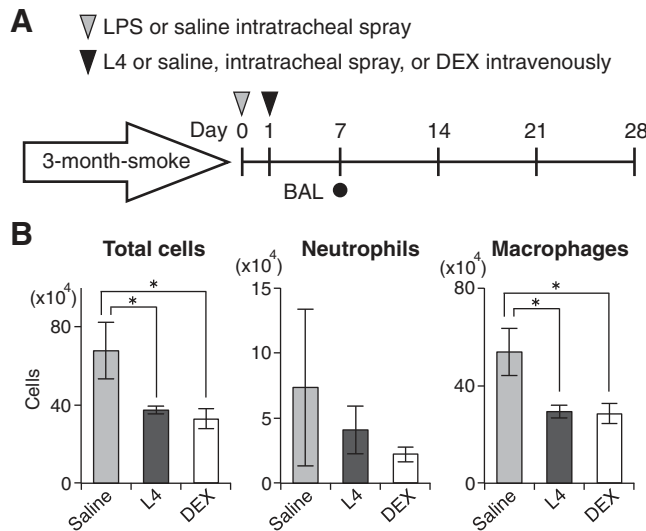 A
LPS or saline intratracheal spray
L4 or saline, intratracheal spray, or DEX intravenously
3-month-smoke
Day 0 1 7 14 21 28
BAL
B
Total cells
Neutrophils
Macrophages
(x10⁴)
Cells
80
40
0
*
*
Saline
L4
DEX
(x10⁴)
15
10
5
0
Saline
L4
DEX
(x10⁴)
80
40
0
*
*
Saline
L4
DEX